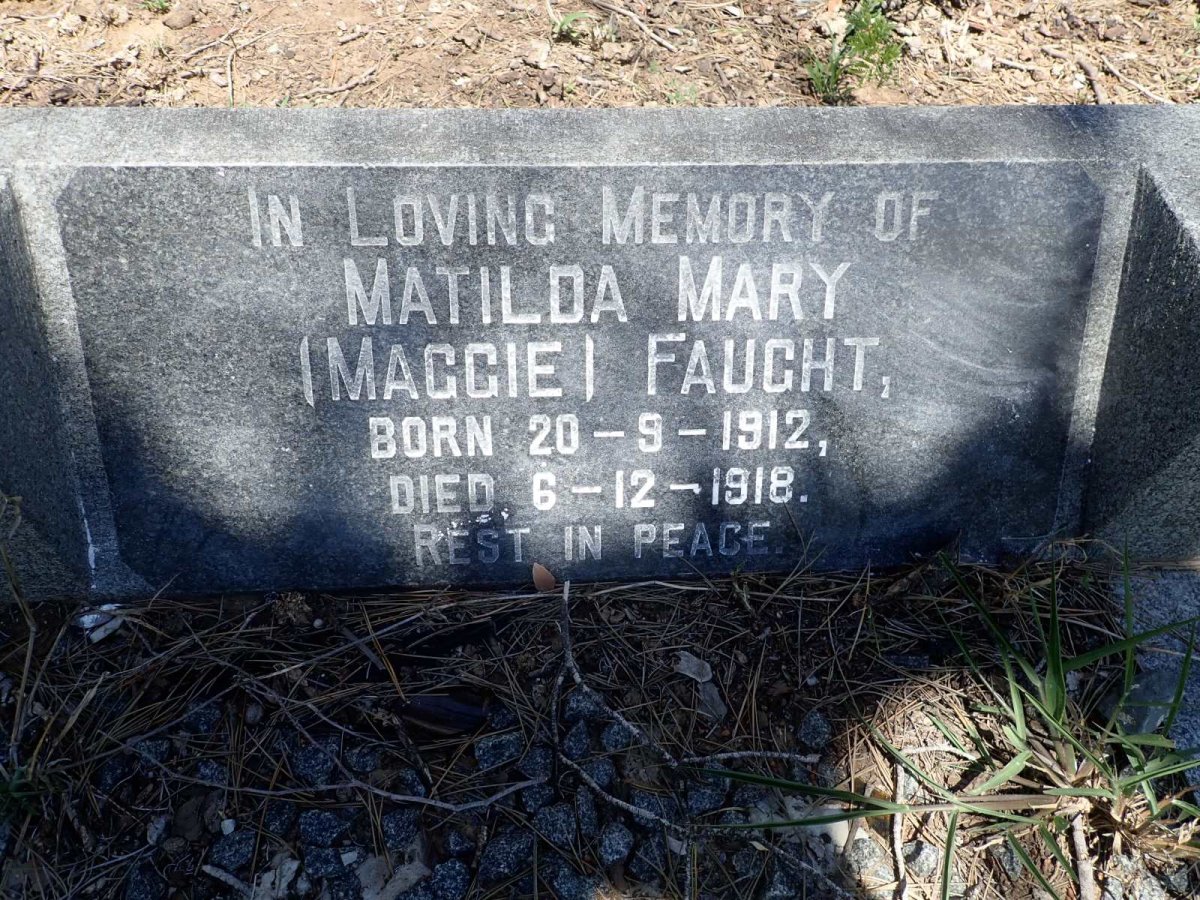 In Loving Memory of
Matilda Mary
(Maggie) Faught,
BORN 20-9-1912,
DIED 6-12-1918.
Rest in peace.